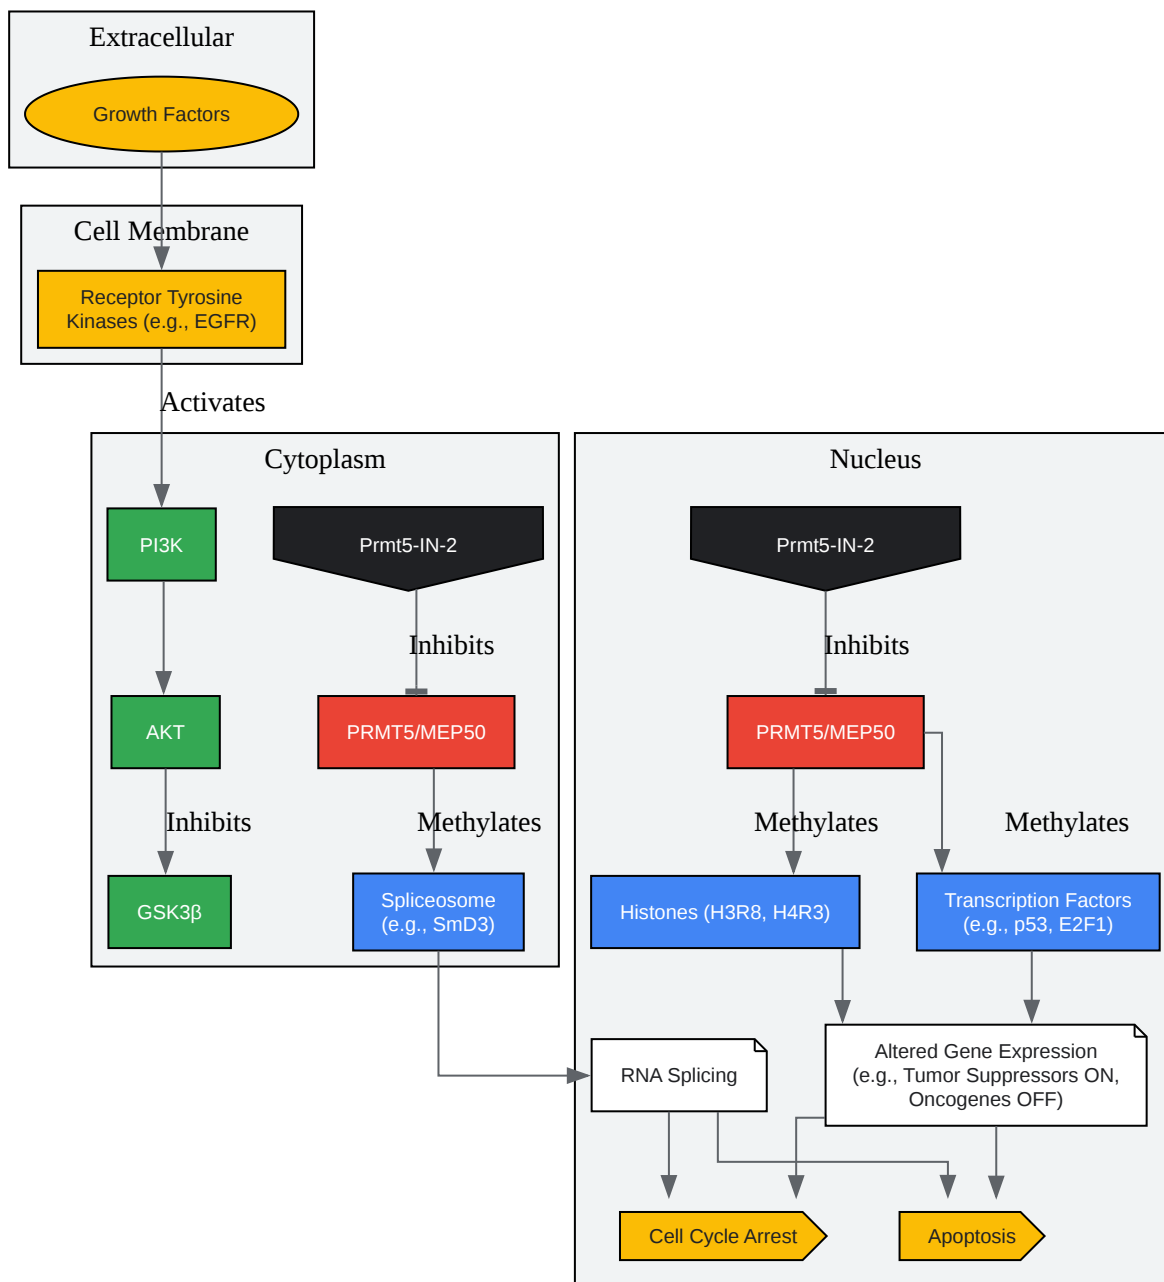 Extracellular
Growth Factors
Cell Membrane
Receptor Tyrosine
Kinases (e.g., EGFR)
Activates
Cytoplasm
PI3K
Prmt5-IN-2
Inhibits
AKT
PRMT5/MEP50
Inhibits
Methylates
GSK3β
Spliceosome
(e.g., SmD3)
Nucleus
Prmt5-IN-2
Inhibits
PRMT5/MEP50
Methylates
Methylates
Histones (H3R8, H4R3)
Transcription Factors
(e.g., p53, E2F1)
RNA Splicing
Altered Gene Expression
(e.g., Tumor Suppressors ON,
Oncogenes OFF)
Cell Cycle Arrest
Apoptosis